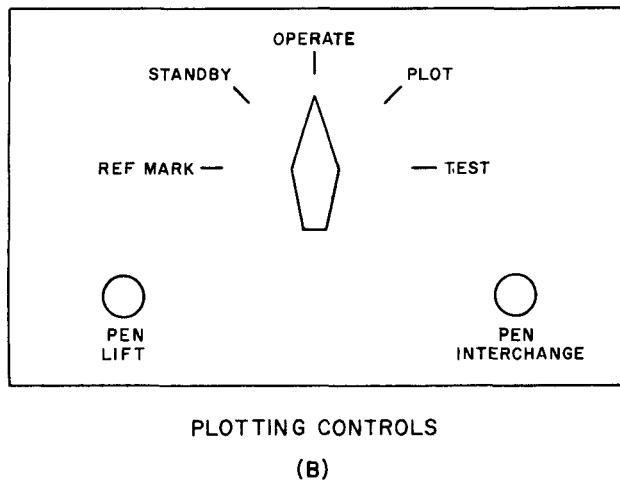 OPERATE
STANDBY
PLOT
REF MARK
TEST
PEN
LIFT
PEN
INTERCHANGE
PLOTTING CONTROLS
(B)